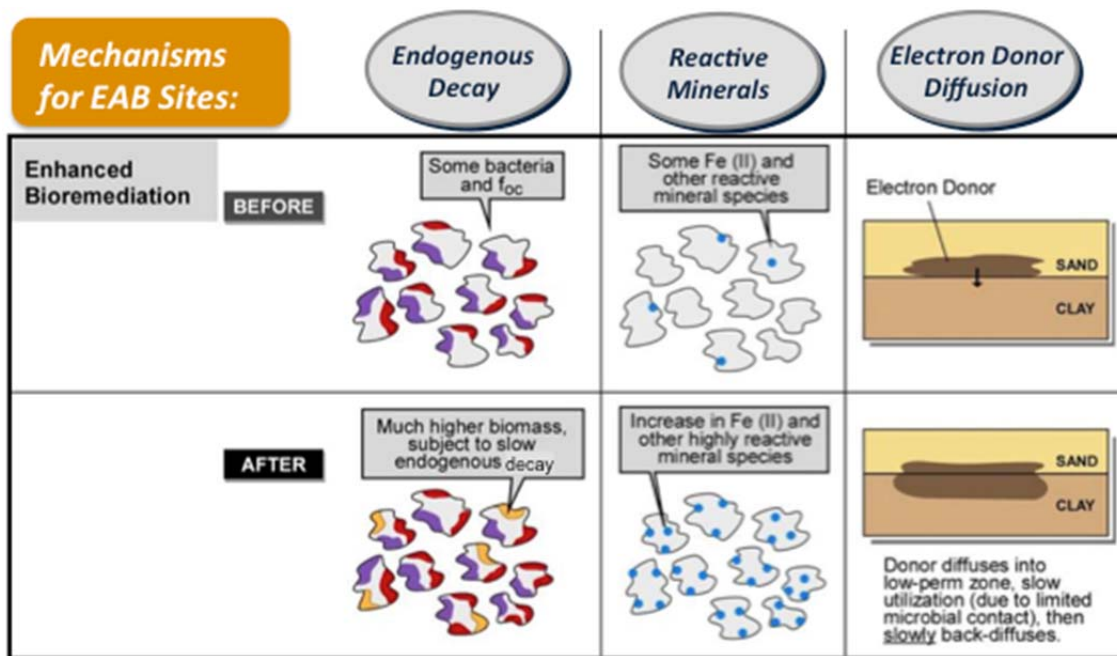 Mechanisms
for EAB Sites:
Endogenous
Decay
Reactive
Minerals
Electron Donor
Diffusion
Enhanced
Bioremediation
BEFORE
Some bacteria
and foc
Some Fe (II) and
other reactive
mineral species
Electron Donor
SAND
CLAY
AFTER
Much higher biomass,
subject to slow
endogenous decay
Increase in Fe (II) and
other highly reactive
mineral species
SAND
CLAY
Donor diffuses into
low-perm zone, slow
utilization (due to limited
microbial contact), then
slowly back-diffuses.